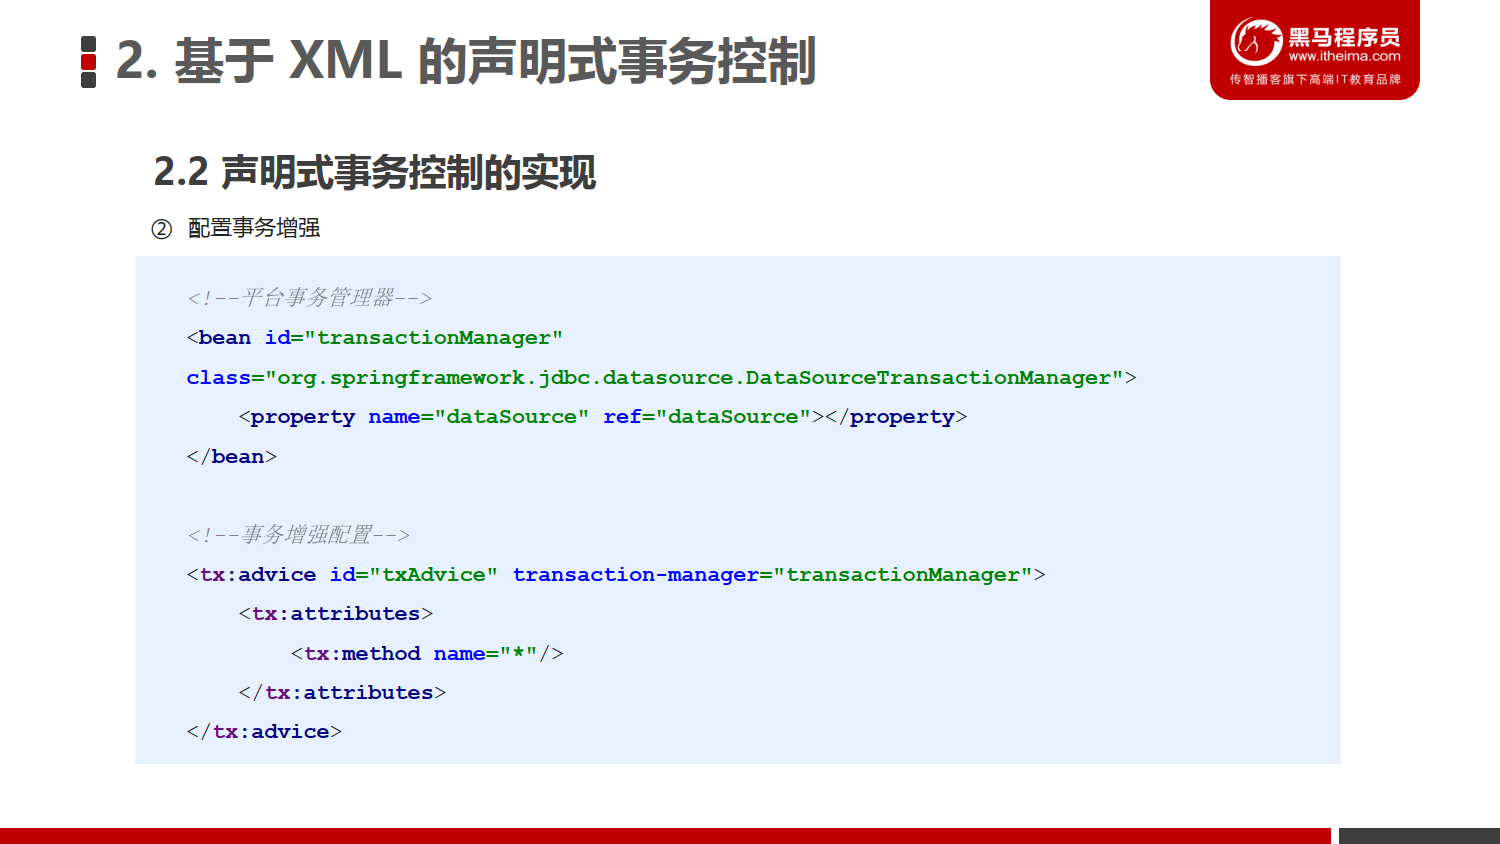 2. 基于 XML 的声明式事务控制
黑马程序员
www.itheima.com
传智播客旗下高端IT教育品牌
2.2 声明式事务控制的实现
② 配置事务增强
<!--平台事务管理器-->
<bean id="transactionManager"
class="org.springframework.jdbc.datasource.DataSourceTransactionManager">
    <property name="dataSource" ref="dataSource"></property>
</bean>
<!--事务增强配置-->
<tx:advice id="txAdvice" transaction-manager="transactionManager">
    <tx:attributes>
        <tx:method name="*"/>
    </tx:attributes>
</tx:advice>